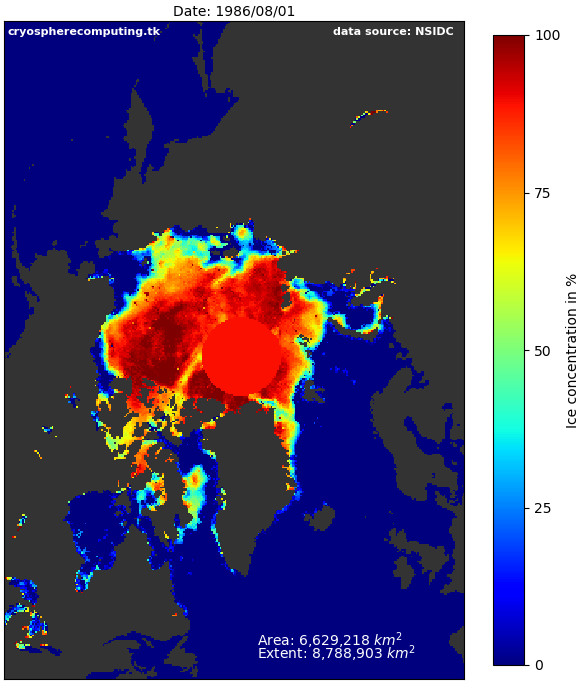 Date: 1986/08/01
cryospherecomputing.tk data source: NSIDC
100
75
50
25
0
Ice concentration in %
Area: 6,629,218 km²
Extent: 8,788,903 km²